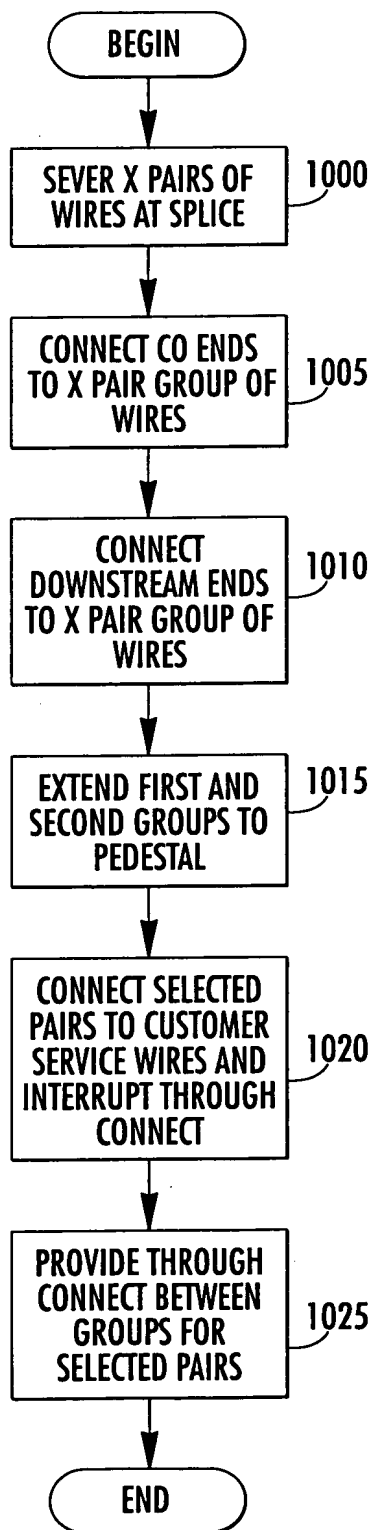 BEGIN
SEVER X PAIRS OF
WIRES AT SPLICE
1000
CONNECT CO ENDS
TO X PAIR GROUP OF
WIRES
1005
CONNECT
DOWNSTREAM ENDS
TO X PAIR GROUP OF
WIRES
1010
EXTEND FIRST AND
SECOND GROUPS TO
PEDESTAL
1015
CONNECT SELECTED
PAIRS TO CUSTOMER
SERVICE WIRES AND
INTERRUPT THROUGH
CONNECT
1020
PROVIDE THROUGH
CONNECT BETWEEN
GROUPS FOR
SELECTED PAIRS
1025
END